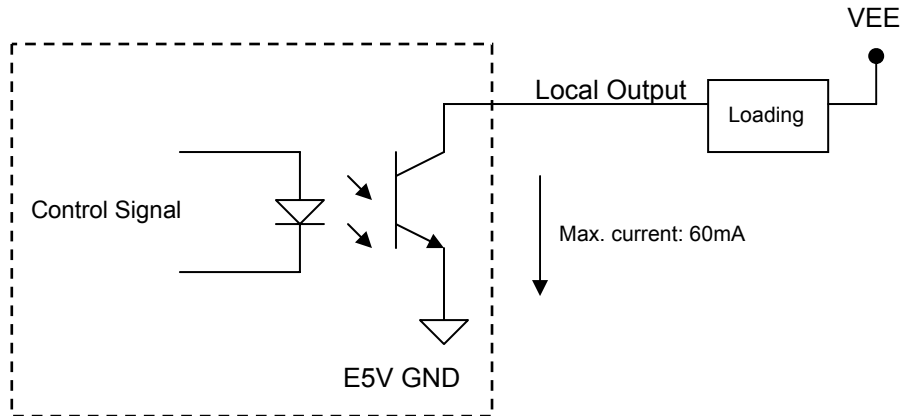 VEE
Local Output
Loading
Control Signal
Max. current: 60mA
E5V GND